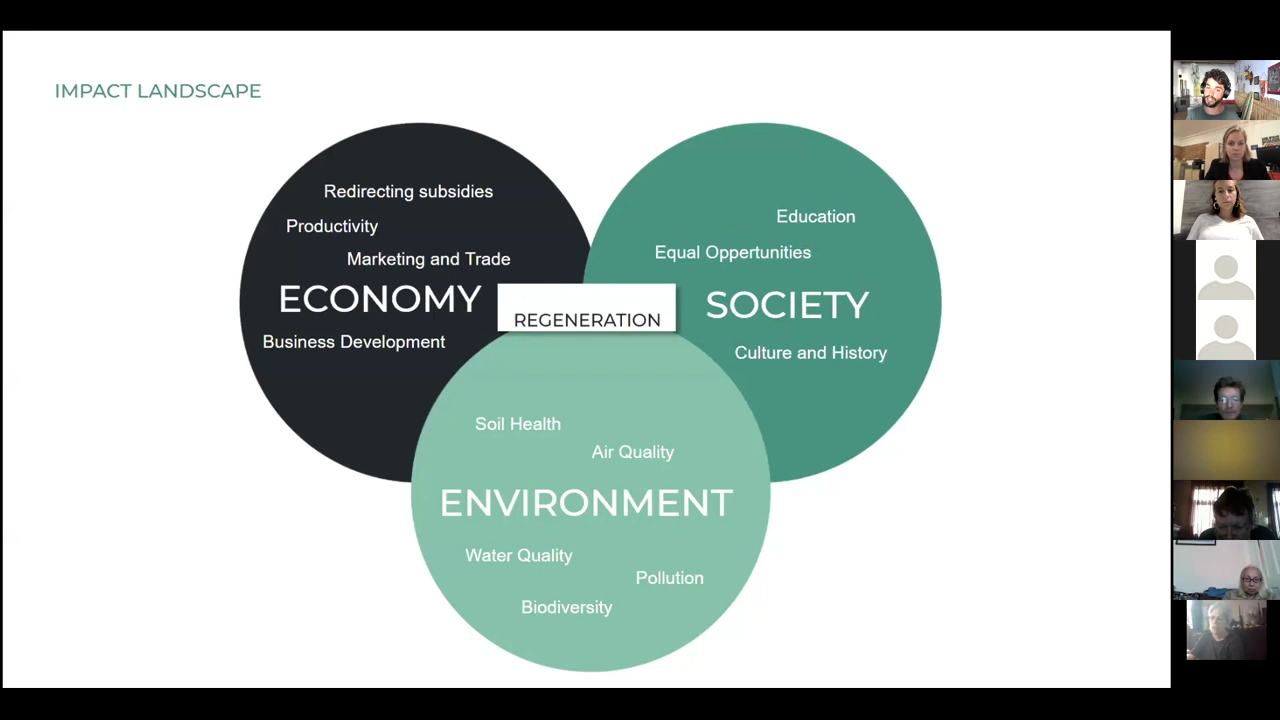 IMPACT LANDSCAPE
Redirecting subsidies
Productivity
Marketing and Trade
ECONOMY
Business Development
Education
Equal Oppertunities
SOCIETY
Culture and History
REGENERATION
Soil Health
Air Quality
ENVIRONMENT
Water Quality
Pollution
Biodiversity